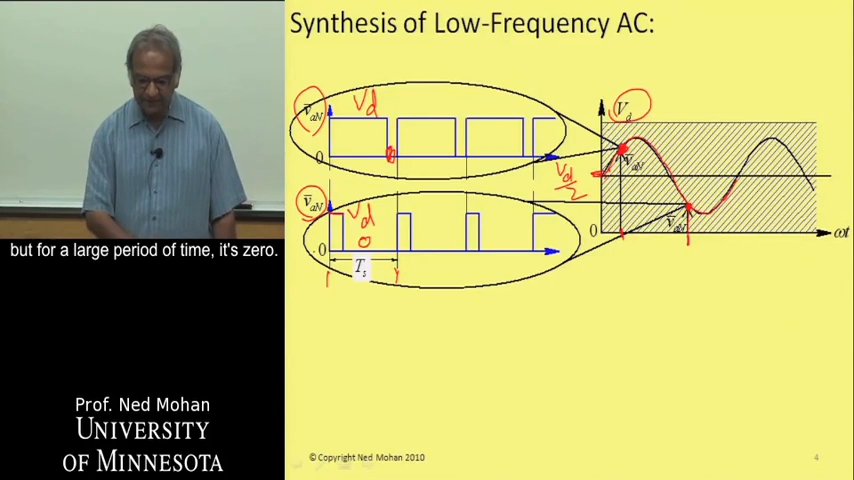 Synthesis of Low-Frequency AC:
v̄aN
Vd
0
v̄aN
Vd
0
0
Ts
Vd
Vd/2
v̄aN
v̄aN
0
ωt
but for a large period of time, it's zero.
Prof. Ned Mohan
UNIVERSITY
OF MINNESOTA
© Copyright Ned Mohan 2010
4